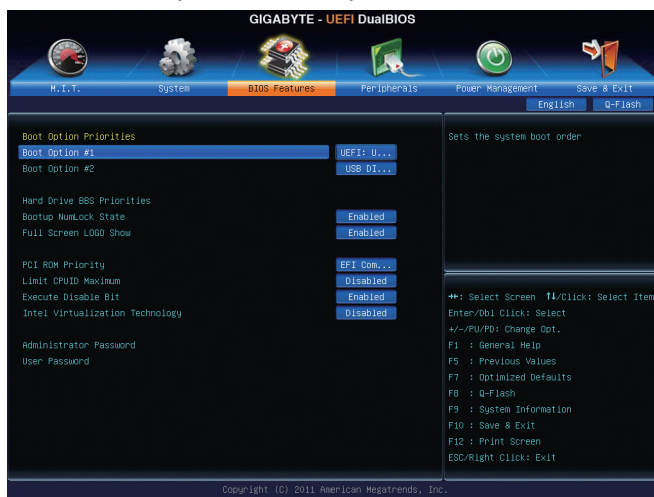 GIGABYTE - UEFI DualBIOS
M.I.T.
System
BIOS Features
Peripherals
Power Management
Save & Exit
English
Q-Flash
Boot Option Priorities
Boot Option #1 UEFI: U...
Boot Option #2 USB DI...
Hard Drive BBS Priorities
Bootup NumLock State Enabled
Full Screen LOGO Show Enabled
PCI ROM Priority EFI Com...
Limit CPUID Maximum Disabled
Execute Disable Bit Enabled
Intel Virtualization Technology Disabled
Administrator Password
User Password
Sets the system boot order
→←: Select Screen ↑↓/Click: Select Item
Enter/Dbl Click: Select
+/-/PU/PD: Change Opt.
F1 : General Help
F5 : Previous Values
F7 : Optimized Defaults
F8 : Q-Flash
F9 : System Information
F10 : Save & Exit
F12 : Print Screen
ESC/Right Click: Exit
Copyright (C) 2011 American Megatrends, Inc.